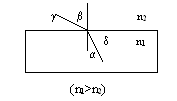 γ β n₂
δ n₁
α
(n₁>n₂)